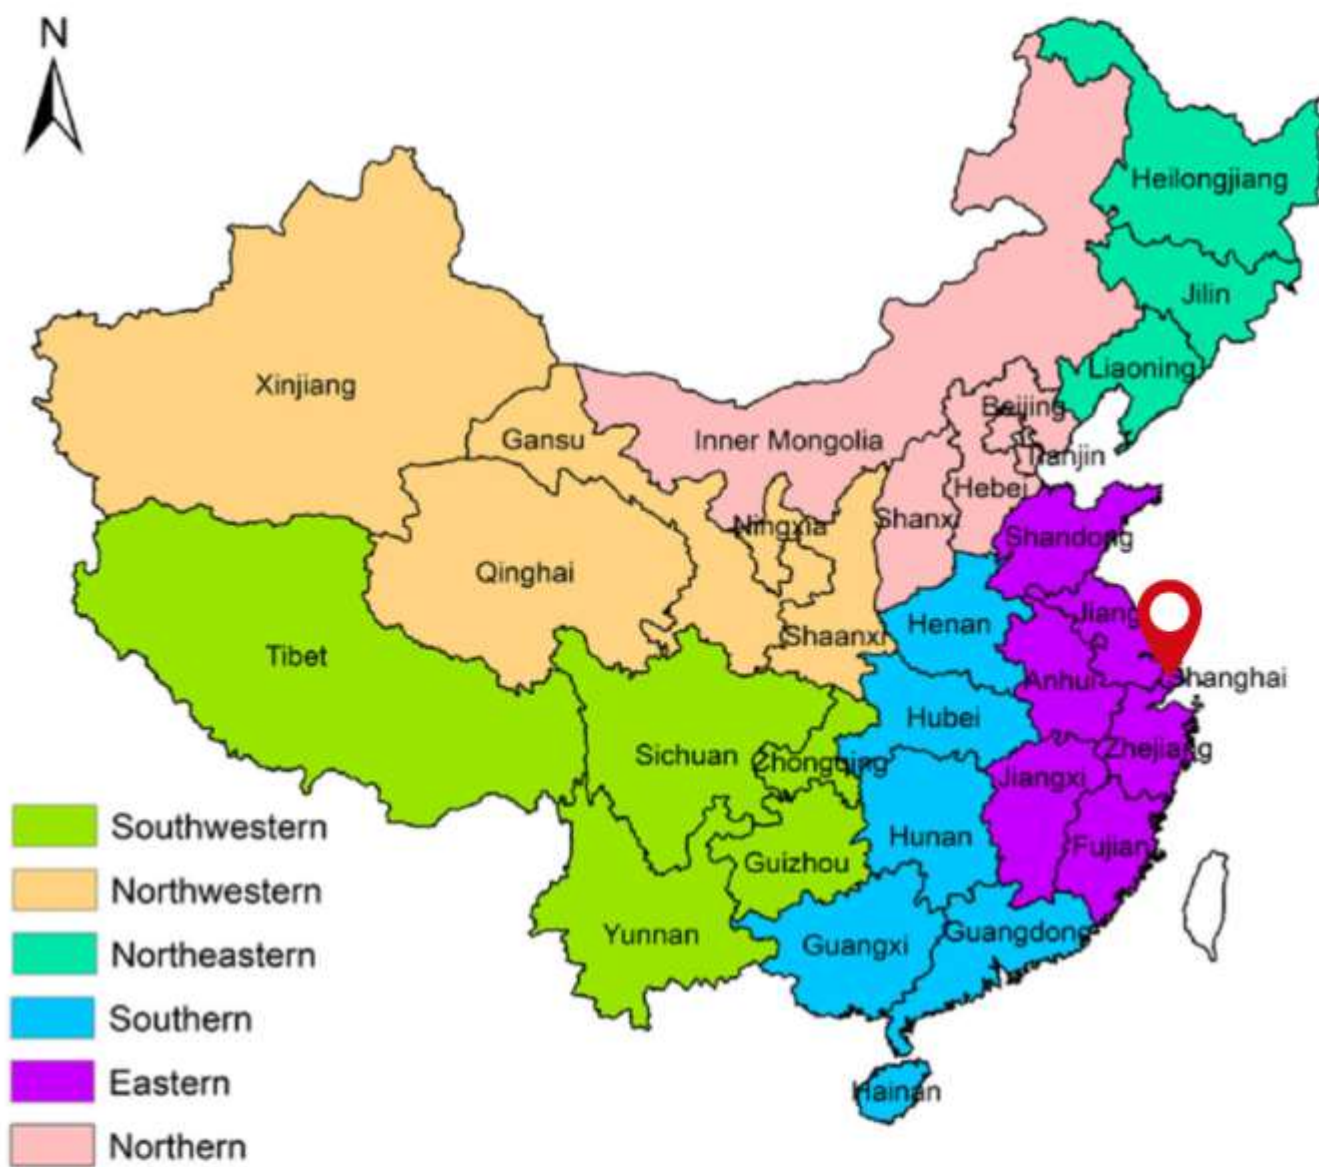 N
Heilongjiang
Jilin
Liaoning
Xinjiang
Beijing
Gansu
Inner Mongolia
Tianjin
Hebei
Ningxia
Shanxi
Shandong
Qinghai
Jiang
Henan
Shaanxi
Tibet
Anhui
Shanghai
Hubei
Zhejiang
Sichuan
Chongqing
Jiangxi
Southwestern
Hunan
Fujian
Guizhou
Northwestern
Yunnan
Guangxi
Guangdong
Northeastern
Southern
Eastern
Hainan
Northern